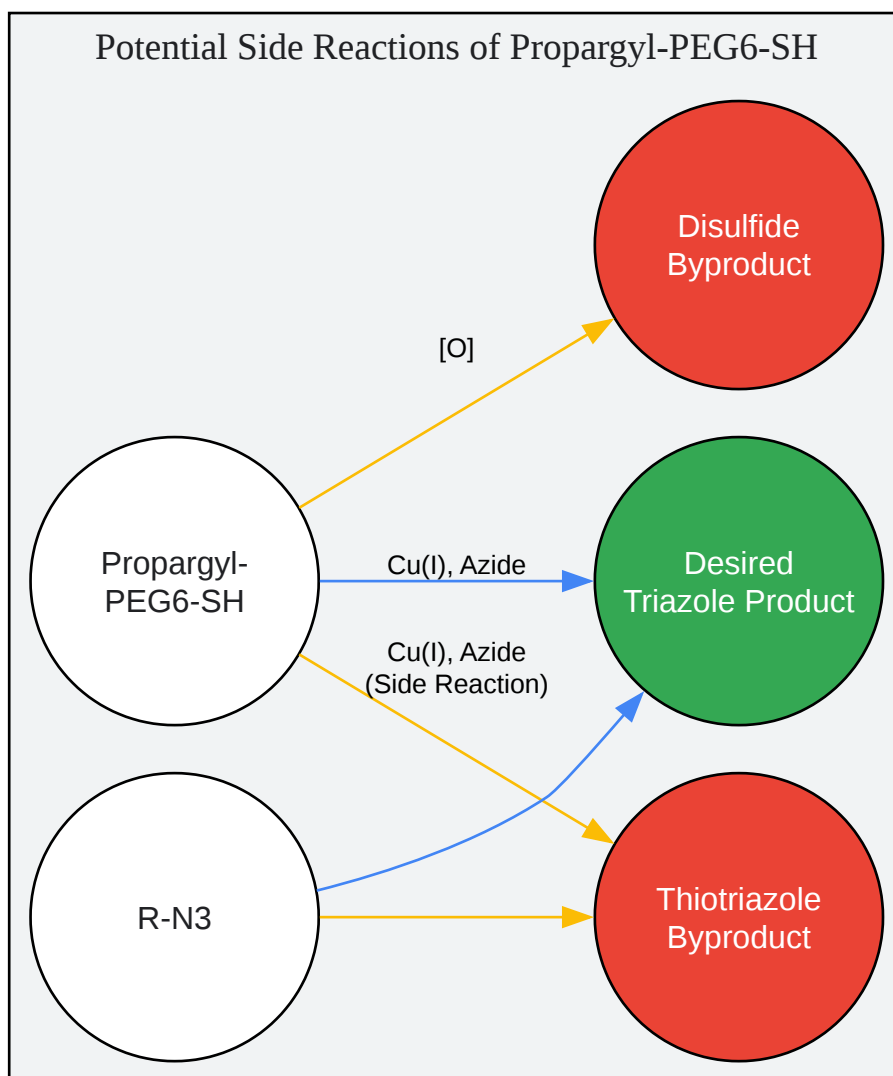 Potential Side Reactions of Propargyl-PEG6-SH
Disulfide
Byproduct
[O]
Propargyl-
PEG6-SH
Cu(I), Azide
Desired
Triazole Product
Cu(I), Azide
(Side Reaction)
R-N3
Thiotriazole
Byproduct